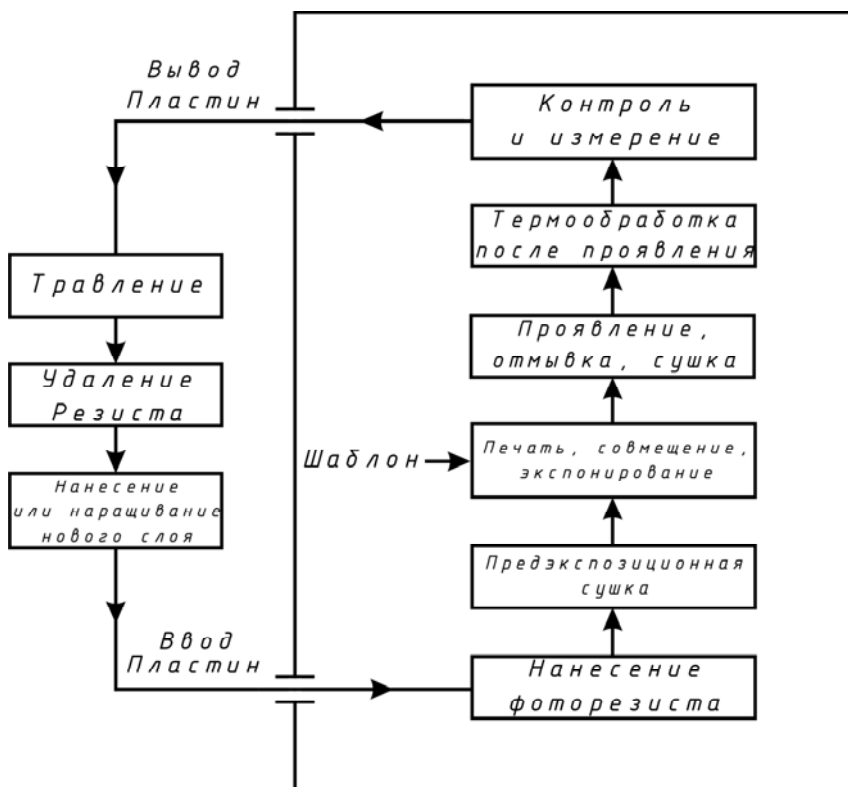 Вывод
Пластин
Контроль
и измерение
Термообработка
после проявления
Травление
Проявление,
отмывка, сушка
Удаление
Резиста
Шаблон
Печать, совмещение,
экспонирование
Нанесение
или наращивание
нового слоя
Предэкспозиционная
сушка
Ввод
Пластин
Нанесение
фоторезиста